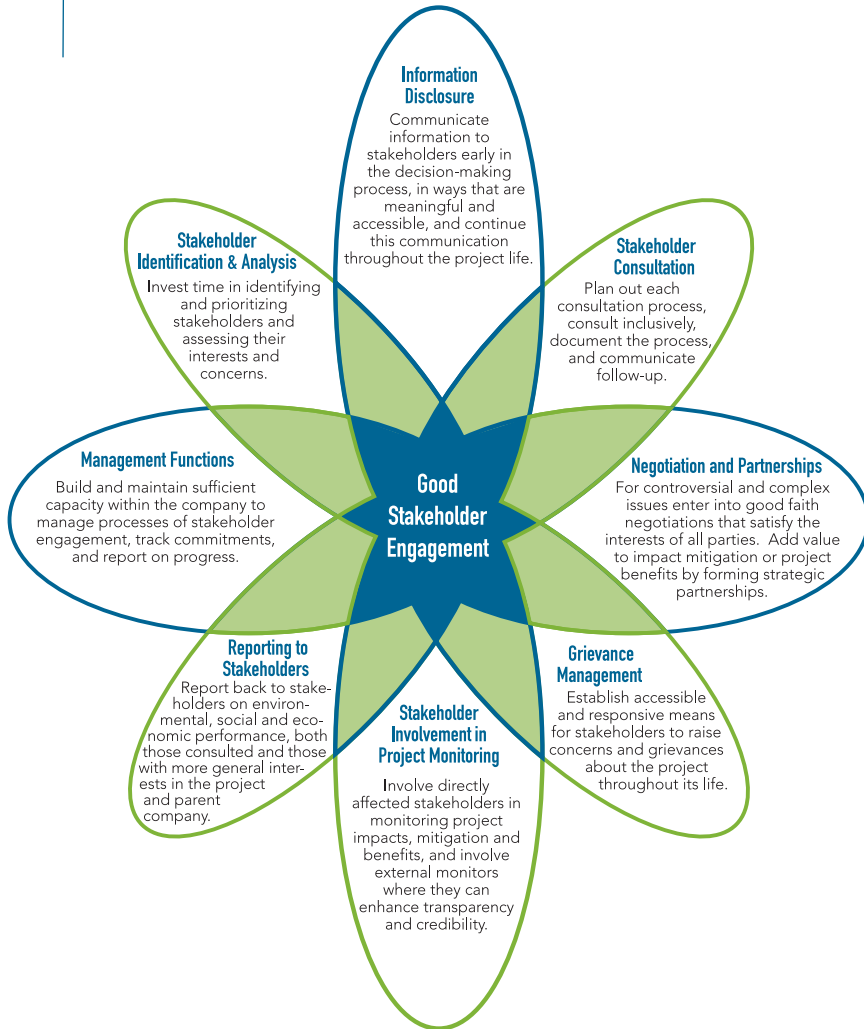 Information
Disclosure
Communicate
information to
stakeholders early in
the decision-making
process, in ways that are
meaningful and
accessible, and continue
this communication
throughout the project life.
Stakeholder
Identification & Analysis
Invest time in identifying
and prioritizing
stakeholders and
assessing their
interests and
concerns.
Stakeholder
Consultation
Plan out each
consultation process,
consult inclusively,
document the process,
and communicate
follow-up.
Management Functions
Build and maintain sufficient
capacity within the company to
manage processes of stakeholder
engagement, track commitments,
and report on progress.
Good
Stakeholder
Engagement
Negotiation and Partnerships
For controversial and complex
issues enter into good faith
negotiations that satisfy the
interests of all parties.  Add value
to impact mitigation or project
benefits by forming strategic
partnerships.
Reporting to
Stakeholders
Report back to stake-
holders on environ-
mental, social and eco-
nomic performance, both
those consulted and those
with more general inter-
ests in the project
and parent
company.
Stakeholder
Involvement in
Project Monitoring
Involve directly
affected stakeholders in
monitoring project
impacts, mitigation and
benefits, and involve
external monitors
where they can
enhance transparency
and credibility.
Grievance
Management
Establish accessible
and responsive means
for stakeholders to raise
concerns and grievances
about the project
throughout its life.